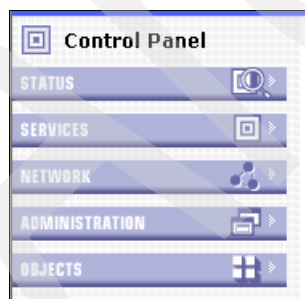 Control Panel
STATUS
SERVICES
NETWORK
ADMINISTRATION
OBJECTS